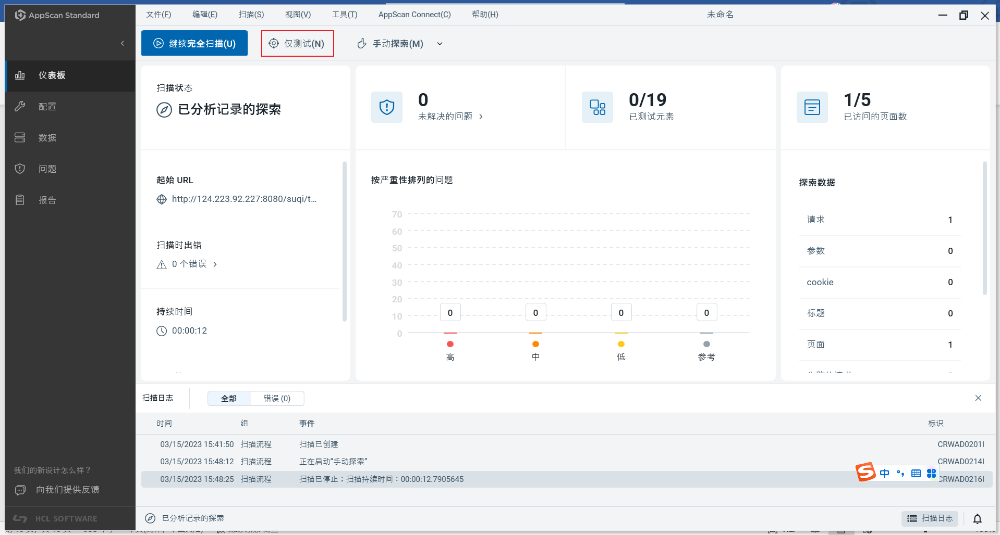 AppScan Standard
文件(F) 编辑(E) 扫描(S) 视图(V) 工具(T) AppScan Connect(C) 帮助(H) 未命名
继续完全扫描(U) 仅测试(N) 手动探索(M)
仪表板
配置
数据
问题
报告
扫描状态
已分析记录的探索
0
未解决的问题
0/19
已测试元素
1/5
已访问的页面数
起始 URL
http://124.223.92.227:8080/suqi/t...
扫描时出错
0 个错误
持续时间
00:00:12
按严重性排列的问题
70
60
50
40
30
20
10
0
0 0 0 0
高 中 低 参考
探索数据
请求 1
参数 0
cookie 0
标题 0
页面 1
扫描日志 全部 错误 (0)
时间 组 事件 标识
03/15/2023 15:41:50 扫描流程 扫描已创建 CRWAD0201I
03/15/2023 15:48:12 扫描流程 正在启动“手动探索” CRWAD0214I
03/15/2023 15:48:25 扫描流程 扫描已停止；扫描持续时间：00:00:12.7905645 CRWAD0216I
S 中
我们的新设计怎么样？
向我们提供反馈
HCL SOFTWARE
已分析记录的探索 扫描日志